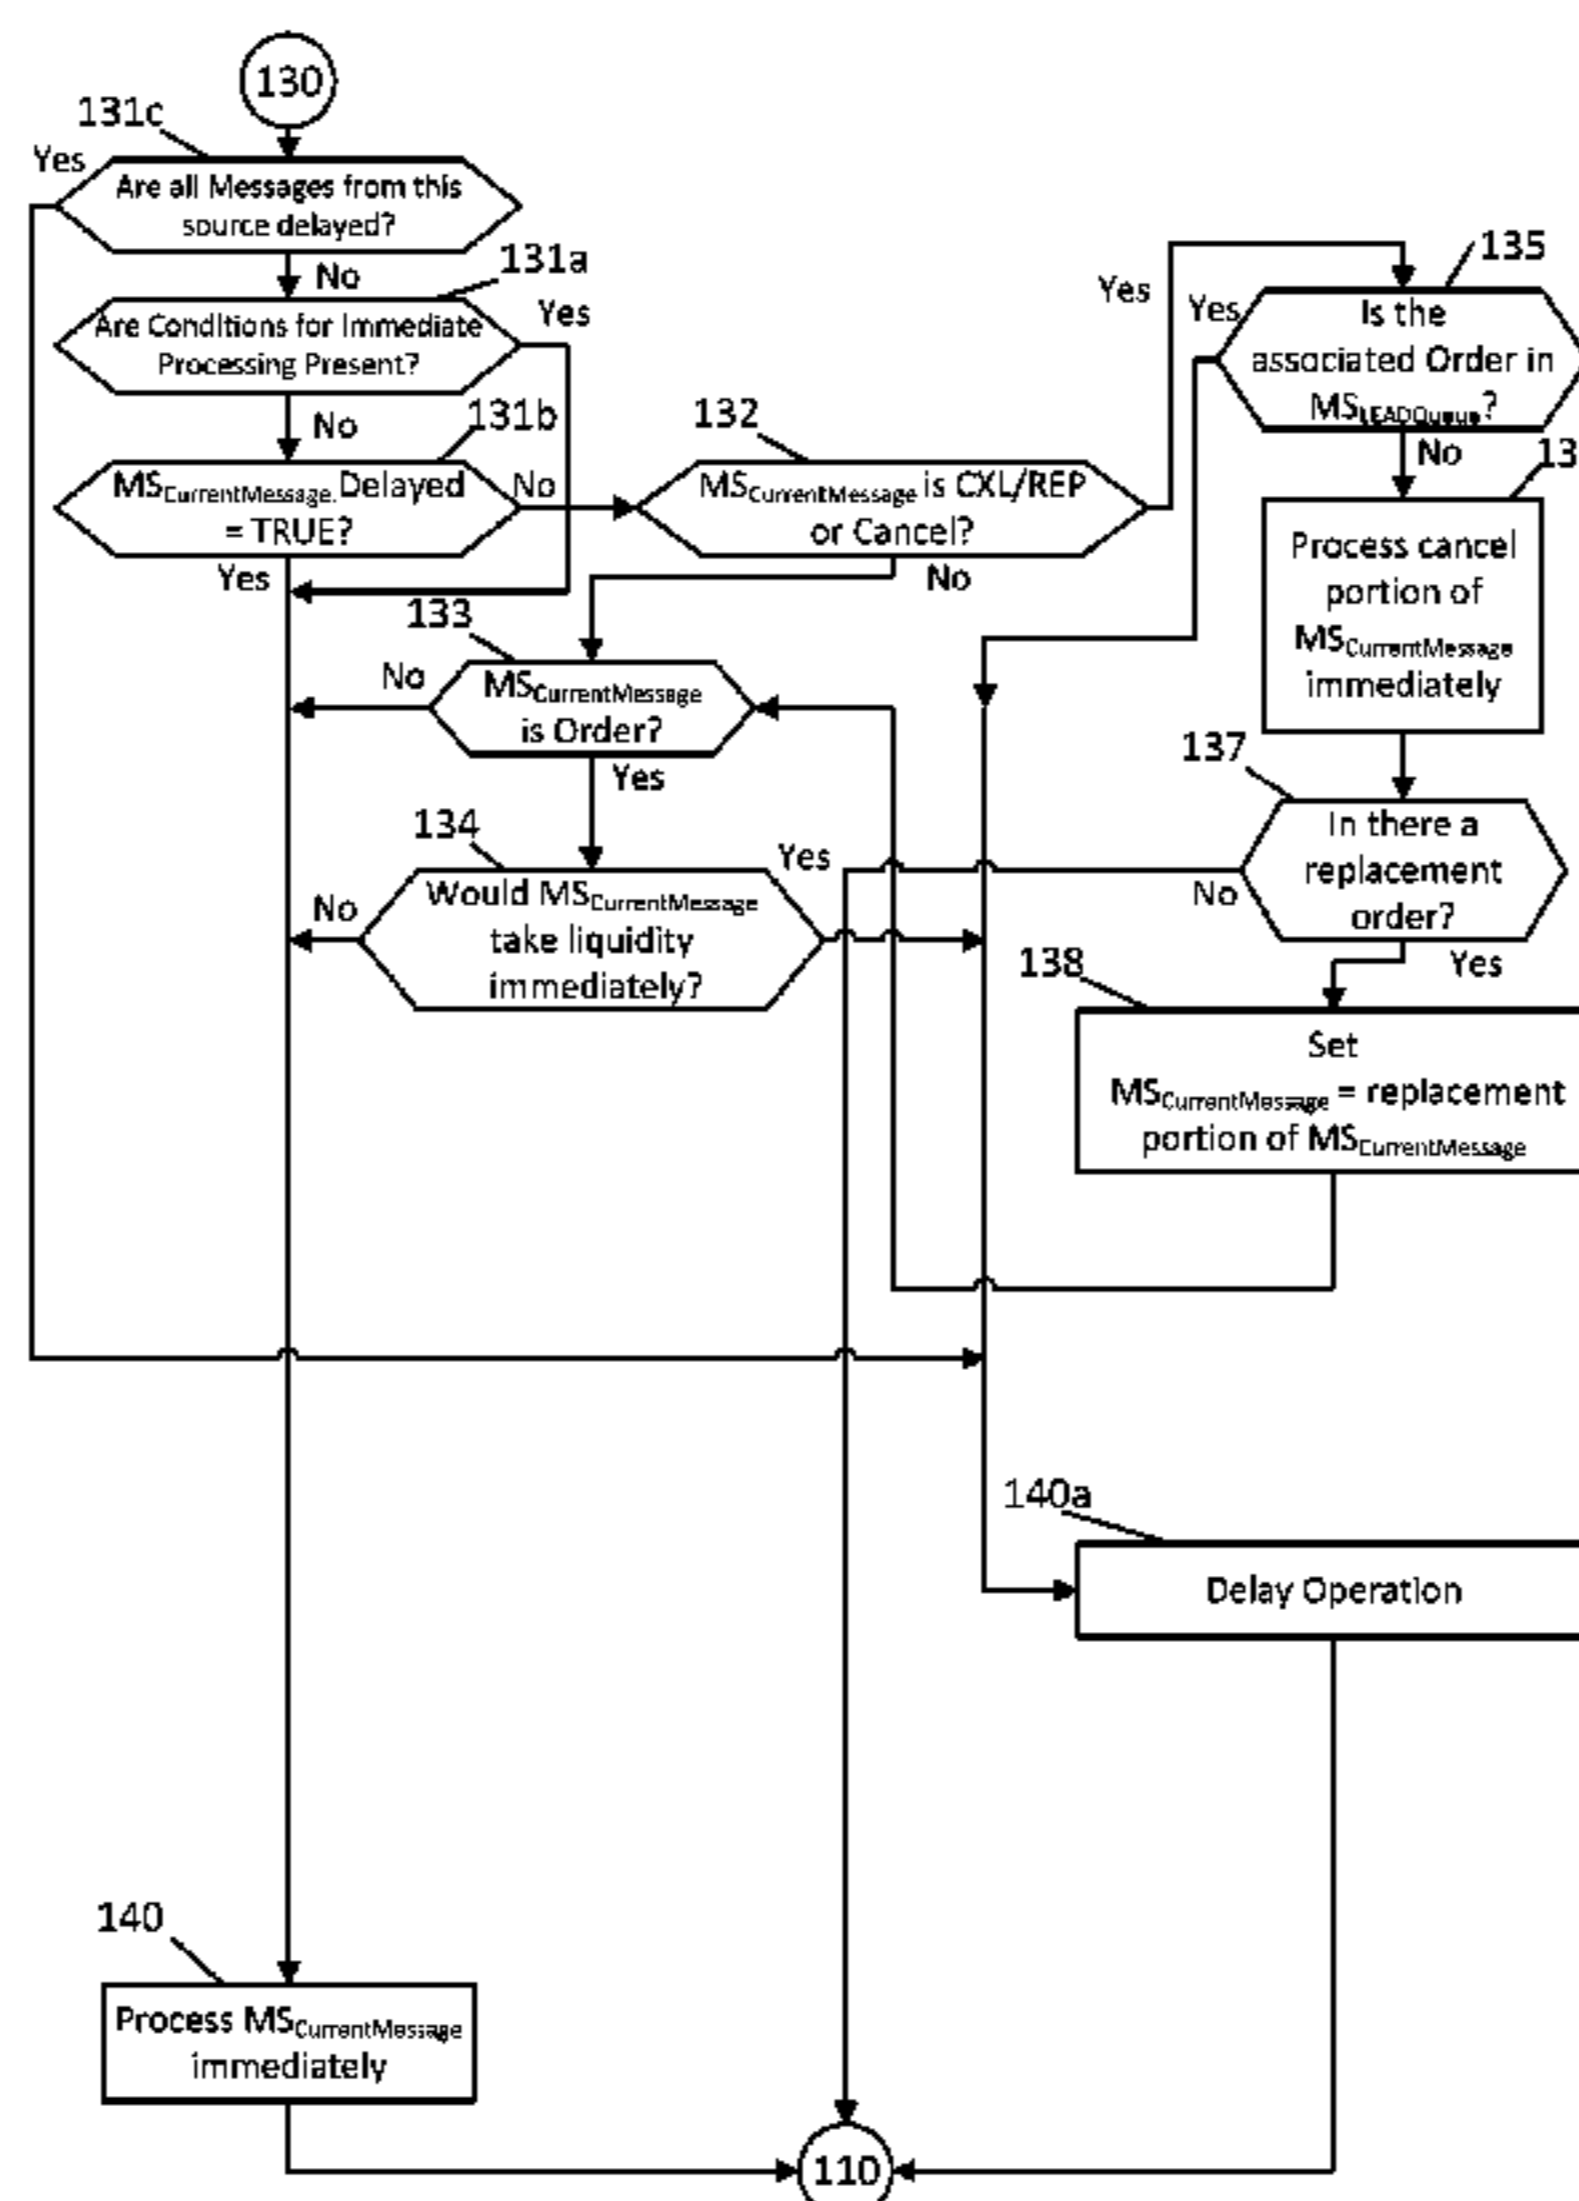 130
131c
Yes
Are all Messages from this
source delayed?
No
131a
Are Conditions for Immediate
Processing Present?
Yes
No
131b
MSCurrentMessage.Delayed
= TRUE?
No
Yes
132
MSCurrentMessage is CXL/REP
or Cancel?
Yes
No
133
MSCurrentMessage
is Order?
No
Yes
134
Would MSCurrentMessage
take liquidity
immediately?
No
Yes
135
Yes
Is the
associated Order in
MSLEADQueue?
No
13
Process cancel
portion of
MSCurrentMessage
immediately
137
In there a
replacement
order?
No
Yes
138
Set
MSCurrentMessage = replacement
portion of MSCurrentMessage
140a
Delay Operation
140
Process MSCurrentMessage
immediately
110